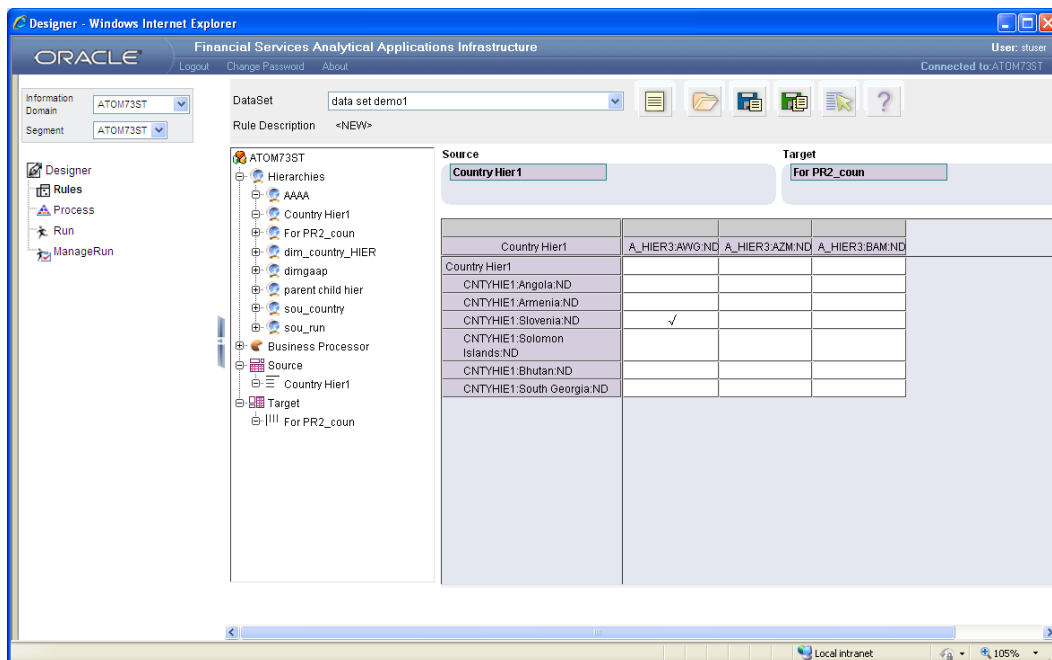 Designer - Windows Internet Explorer
ORACLE
Financial Services Analytical Applications Infrastructure
User: stuser
Logout Change Password About
Connected to:ATOM73ST
Information Domain
ATOM73ST
Segment
ATOM73ST
Designer
Rules
Process
Run
ManageRun
DataSet
data set demo1
Rule Description <NEW>
ATOM73ST
Hierarchies
AAAA
Country Hier1
For PR2_coun
dim_country_HIER
dimgaap
parent child hier
sou_country
sou_run
Business Processor
Source
Country Hier1
Target
For PR2_coun
Source
Country Hier1
Target
For PR2_coun
Country Hier1 A_HIER3:AWG:ND A_HIER3:AZM:ND A_HIER3:BAM:ND
Country Hier1
CNTYHIE1:Angola:ND
CNTYHIE1:Armenia:ND
CNTYHIE1:Slovenia:ND √
CNTYHIE1:Solomon
Islands:ND
CNTYHIE1:Bhutan:ND
CNTYHIE1:South Georgia:ND
Local intranet
105%